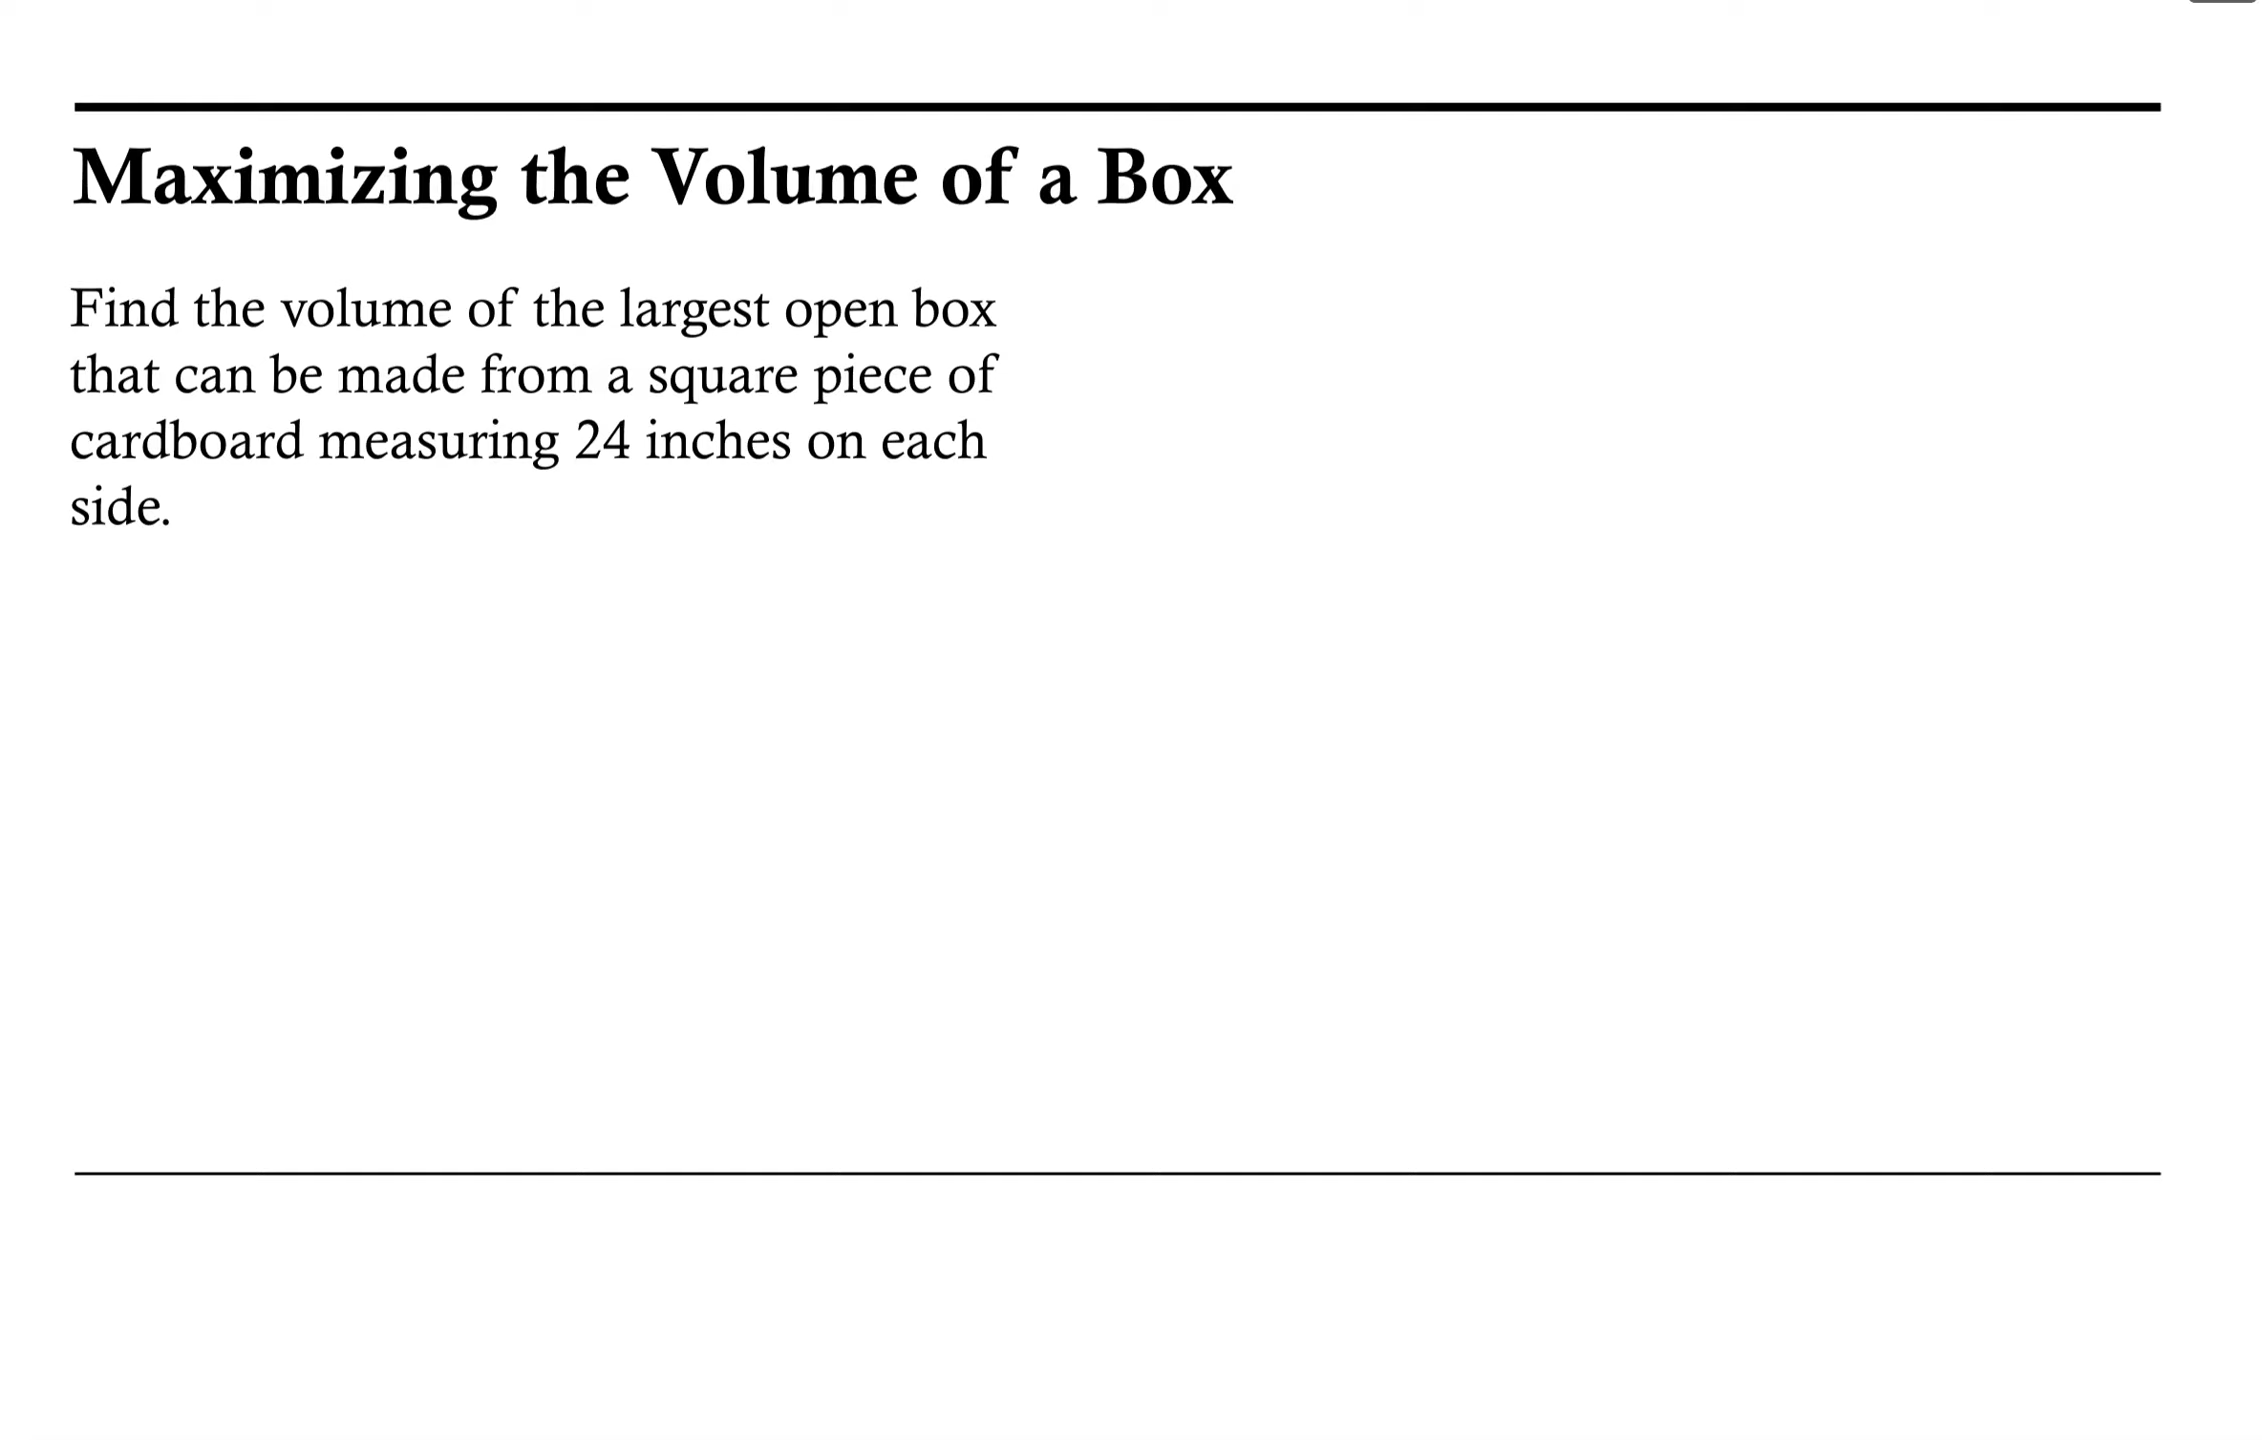 Maximizing the Volume of a Box
Find the volume of the largest open box
that can be made from a square piece of
cardboard measuring 24 inches on each
side.